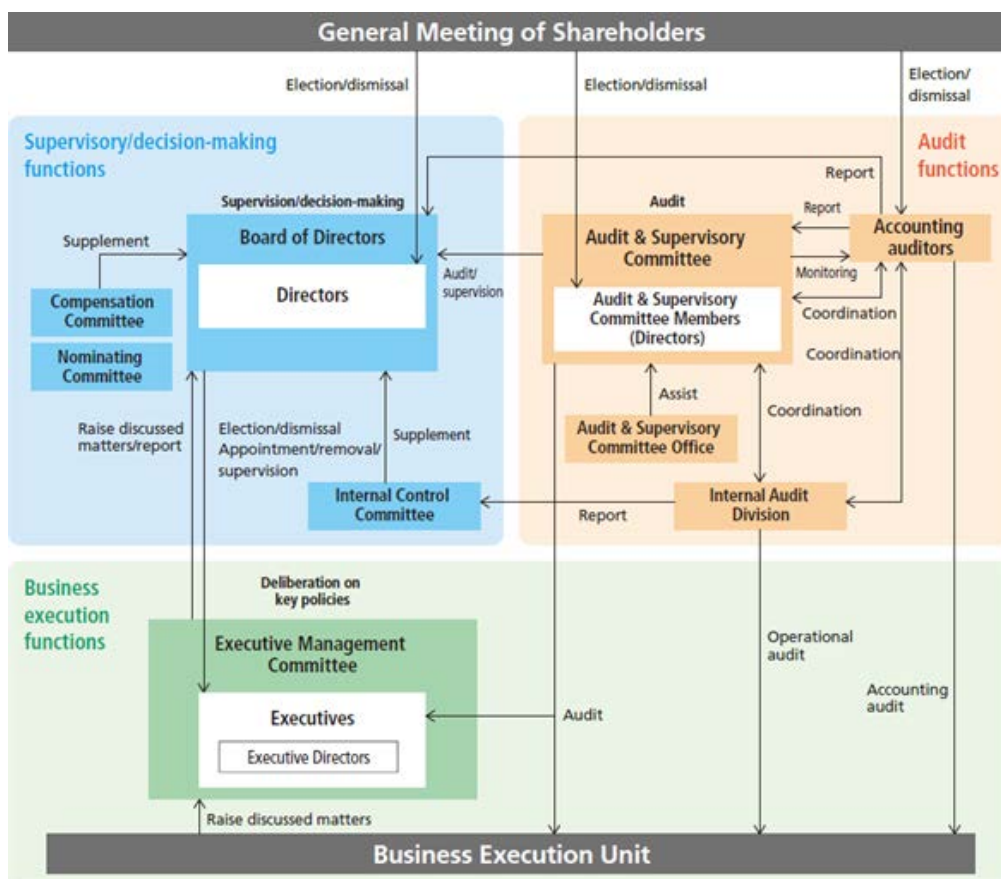 General Meeting of Shareholders
Election/dismissal
Election/dismissal
Election/
dismissal
Supervisory/decision-making
functions
Audit
functions
Supervision/decision-making
Board of Directors
Directors
Supplement
Compensation
Committee
Nominating
Committee
Audit/
supervision
Audit
Audit & Supervisory
Committee
Audit & Supervisory
Committee Members
(Directors)
Report
Report
Accounting
auditors
Monitoring
Coordination
Coordination
Raise discussed
matters/report
Election/dismissal
Appointment/removal/
supervision
Supplement
Assist
Audit & Supervisory
Committee Office
Coordination
Internal Control
Committee
Report
Internal Audit
Division
Business
execution
functions
Deliberation on
key policies
Executive Management
Committee
Executives
Executive Directors
Audit
Operational
audit
Accounting
audit
Raise discussed matters
Business Execution Unit